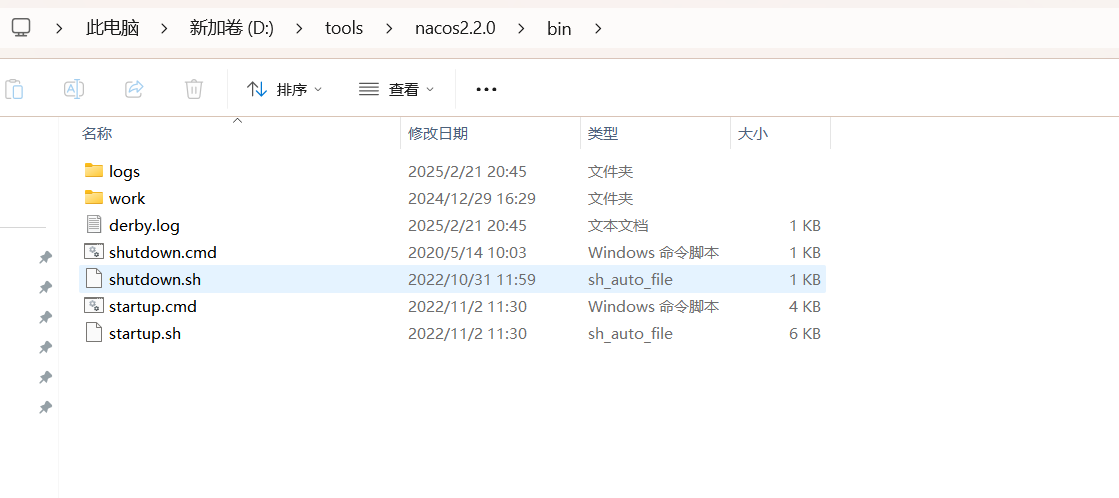 此电脑 新加卷 (D:) tools nacos2.2.0 bin
排序 查看
名称 修改日期 类型 大小
logs 2025/2/21 20:45 文件夹
work 2024/12/29 16:29 文件夹
derby.log 2025/2/21 20:45 文本文档 1 KB
shutdown.cmd 2020/5/14 10:03 Windows 命令脚本 1 KB
shutdown.sh 2022/10/31 11:59 sh_auto_file 1 KB
startup.cmd 2022/11/2 11:30 Windows 命令脚本 4 KB
startup.sh 2022/11/2 11:30 sh_auto_file 6 KB